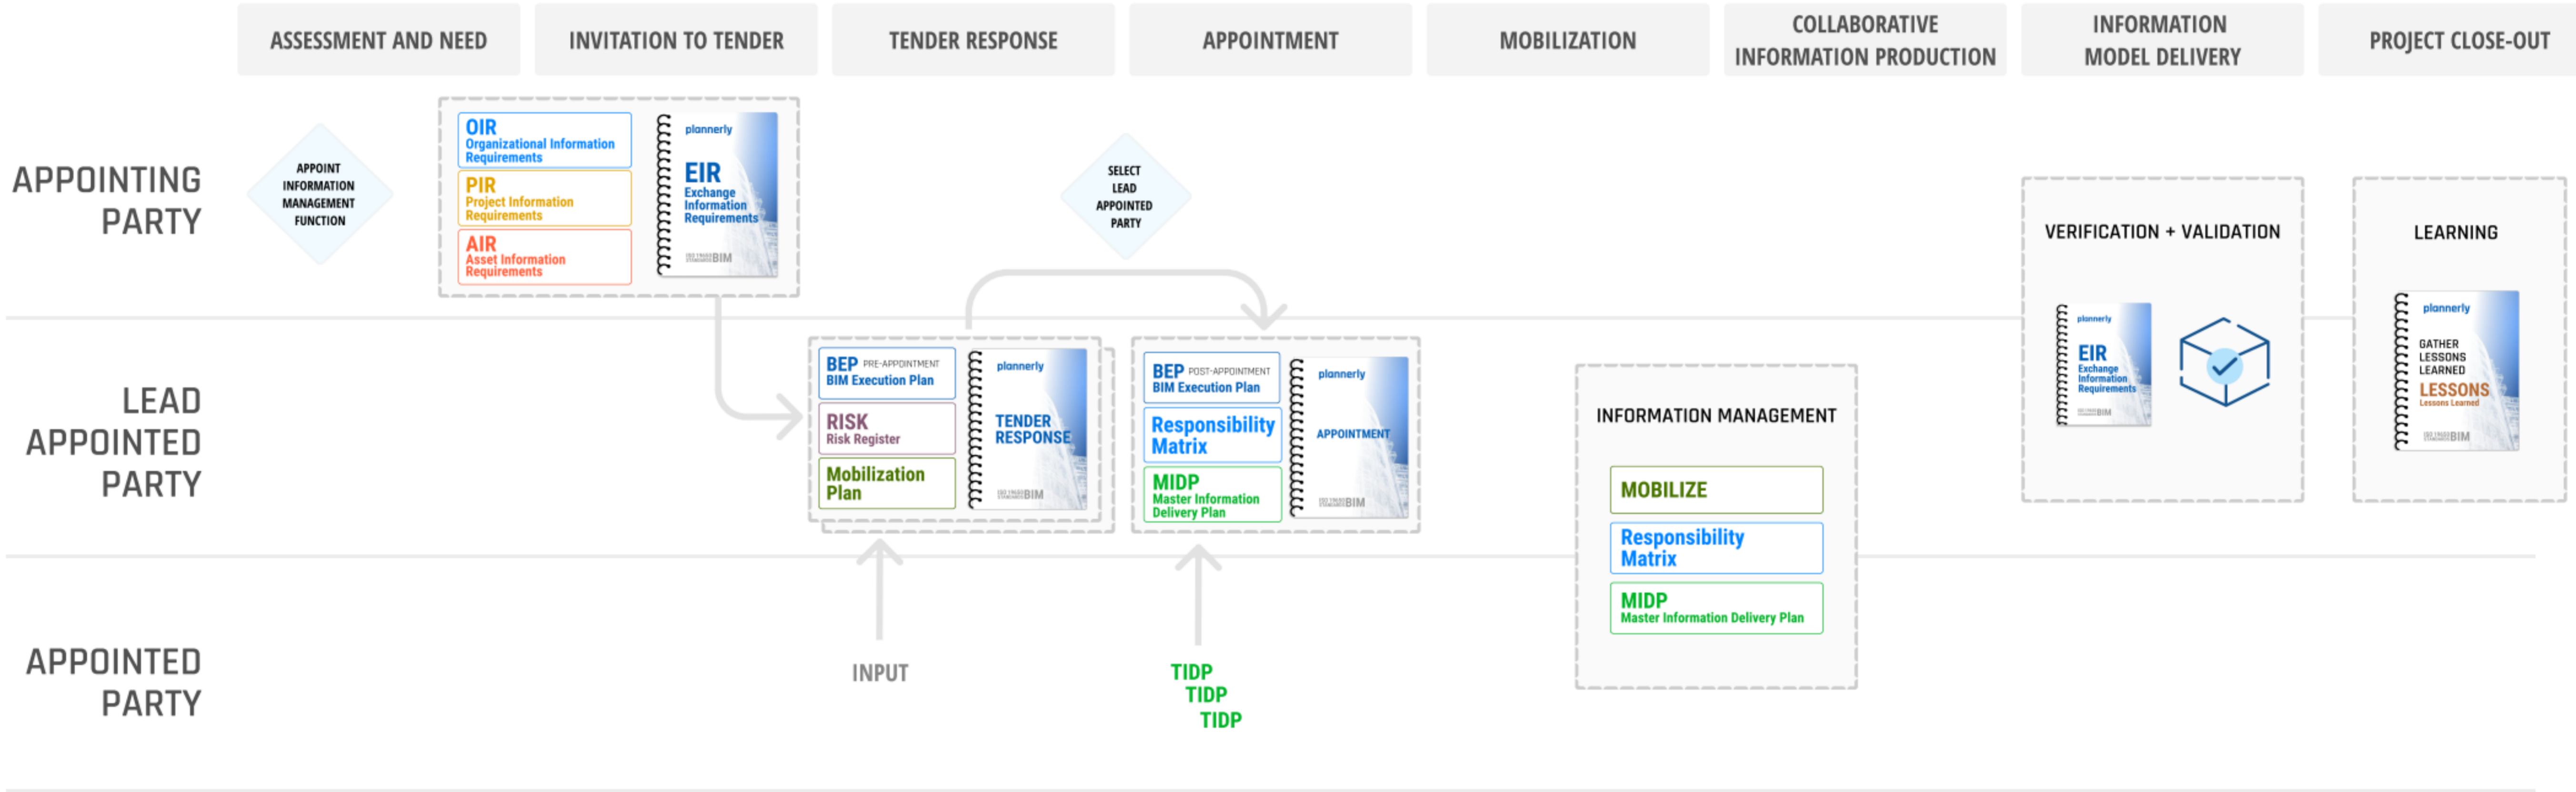 ASSESSMENT AND NEED
INVITATION TO TENDER
TENDER RESPONSE
APPOINTMENT
MOBILIZATION
COLLABORATIVE
INFORMATION PRODUCTION
INFORMATION
MODEL DELIVERY
PROJECT CLOSE-OUT
APPOINTING
PARTY
APPOINT
INFORMATION
MANAGEMENT
FUNCTION
OIR
Organizational Information
Requirements
PIR
Project Information
Requirements
AIR
Asset Information
Requirements
plannerly
EIR
Exchange
Information
Requirements
BIM
SELECT
LEAD
APPOINTED
PARTY
VERIFICATION + VALIDATION
plannerly
EIR
Exchange
Information
Requirements
BIM
LEARNING
plannerly
GATHER
LESSONS
LEARNED
LESSONS
Lessons Learned
BIM
LEAD
APPOINTED
PARTY
BEP PRE-APPOINTMENT
BIM Execution Plan
RISK
Risk Register
Mobilization
Plan
plannerly
TENDER
RESPONSE
BIM
BEP POST-APPOINTMENT
BIM Execution Plan
Responsibility
Matrix
MIDP
Master Information
Delivery Plan
plannerly
APPOINTMENT
BIM
INFORMATION MANAGEMENT
MOBILIZE
Responsibility
Matrix
MIDP
Master Information Delivery Plan
APPOINTED
PARTY
INPUT
TIDP
TIDP
TIDP